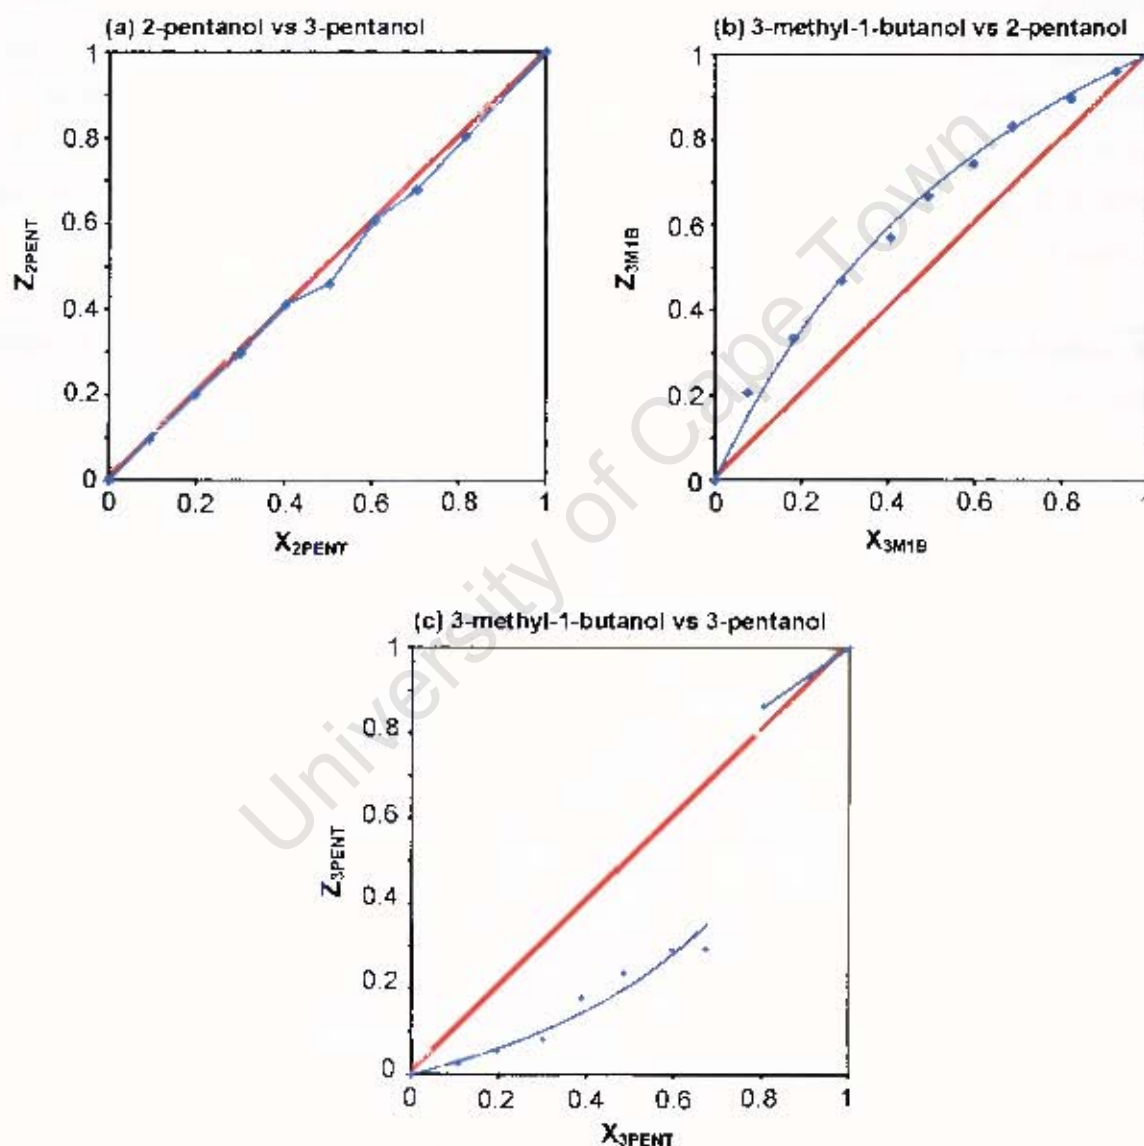 (a) 2-pentanol vs 3-pentanol
1
0.8
0.6
0.4
0.2
0
Z2PENT
0 0.2 0.4 0.6 0.8 1
X2PENT
(b) 3-methyl-1-butanol vs 2-pentanol
1
0.8
0.6
0.4
0.2
0
Z3M1B
0 0.2 0.4 0.6 0.8 1
X3M1B
(c) 3-methyl-1-butanol vs 3-pentanol
1
0.8
0.6
0.4
0.2
0
Z3PENT
0 0.2 0.4 0.6 0.8 1
X3PENT
University of Cape Town